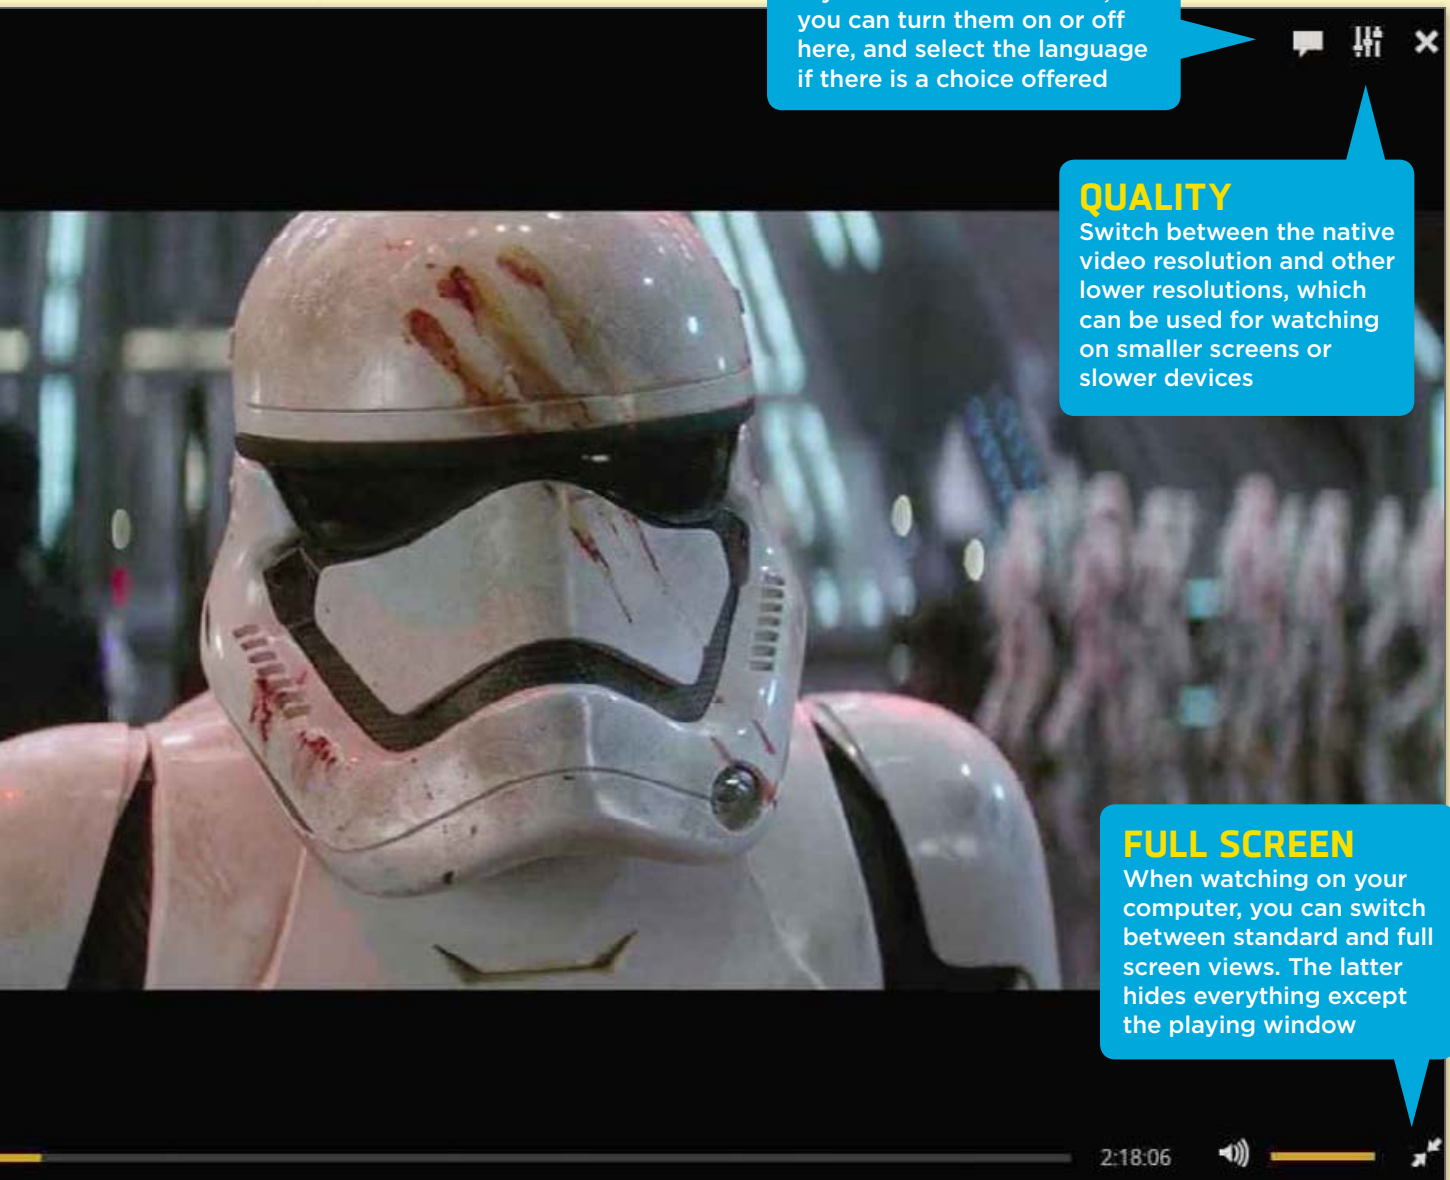 you can turn them on or off
here, and select the language
if there is a choice offered
QUALITY
Switch between the native
video resolution and other
lower resolutions, which
can be used for watching
on smaller screens or
slower devices
FULL SCREEN
When watching on your
computer, you can switch
between standard and full
screen views. The latter
hides everything except
the playing window
2:18:06